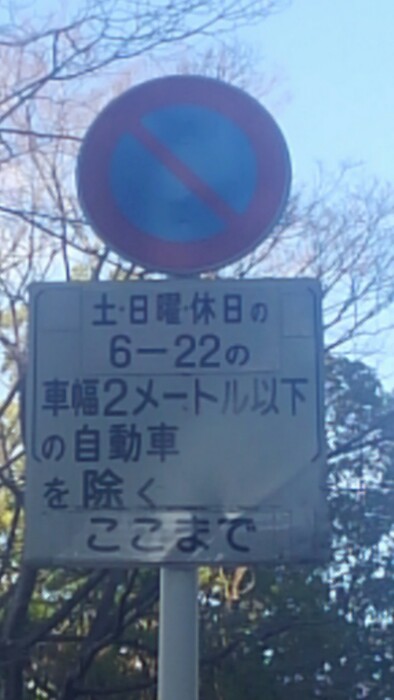 土・日曜・休日の
6－22の
車幅2メートル以下
の自動車
を除く
ここまで